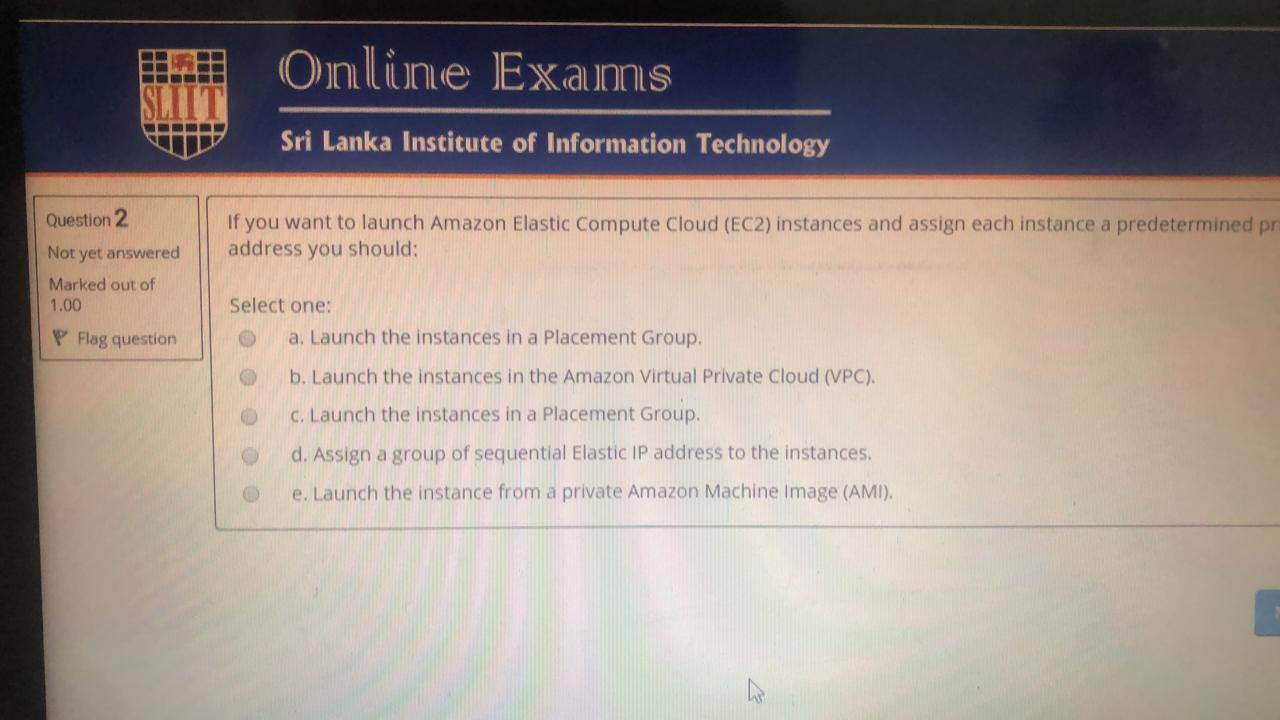 SLIIT
Online Exams
Sri Lanka Institute of Information Technology
Question 2
Not yet answered
Marked out of
1.00
Flag question
If you want to launch Amazon Elastic Compute Cloud (EC2) instances and assign each instance a predetermined
address you should:
Select one:
a. Launch the instances in a Placement Group.
b. Launch the instances in the Amazon Virtual Private Cloud (VPC).
c. Launch the instances in a Placement Group.
d. Assign a group of sequential Elastic IP address to the instances.
e. Launch the instance from a private Amazon Machine Image (AMI).